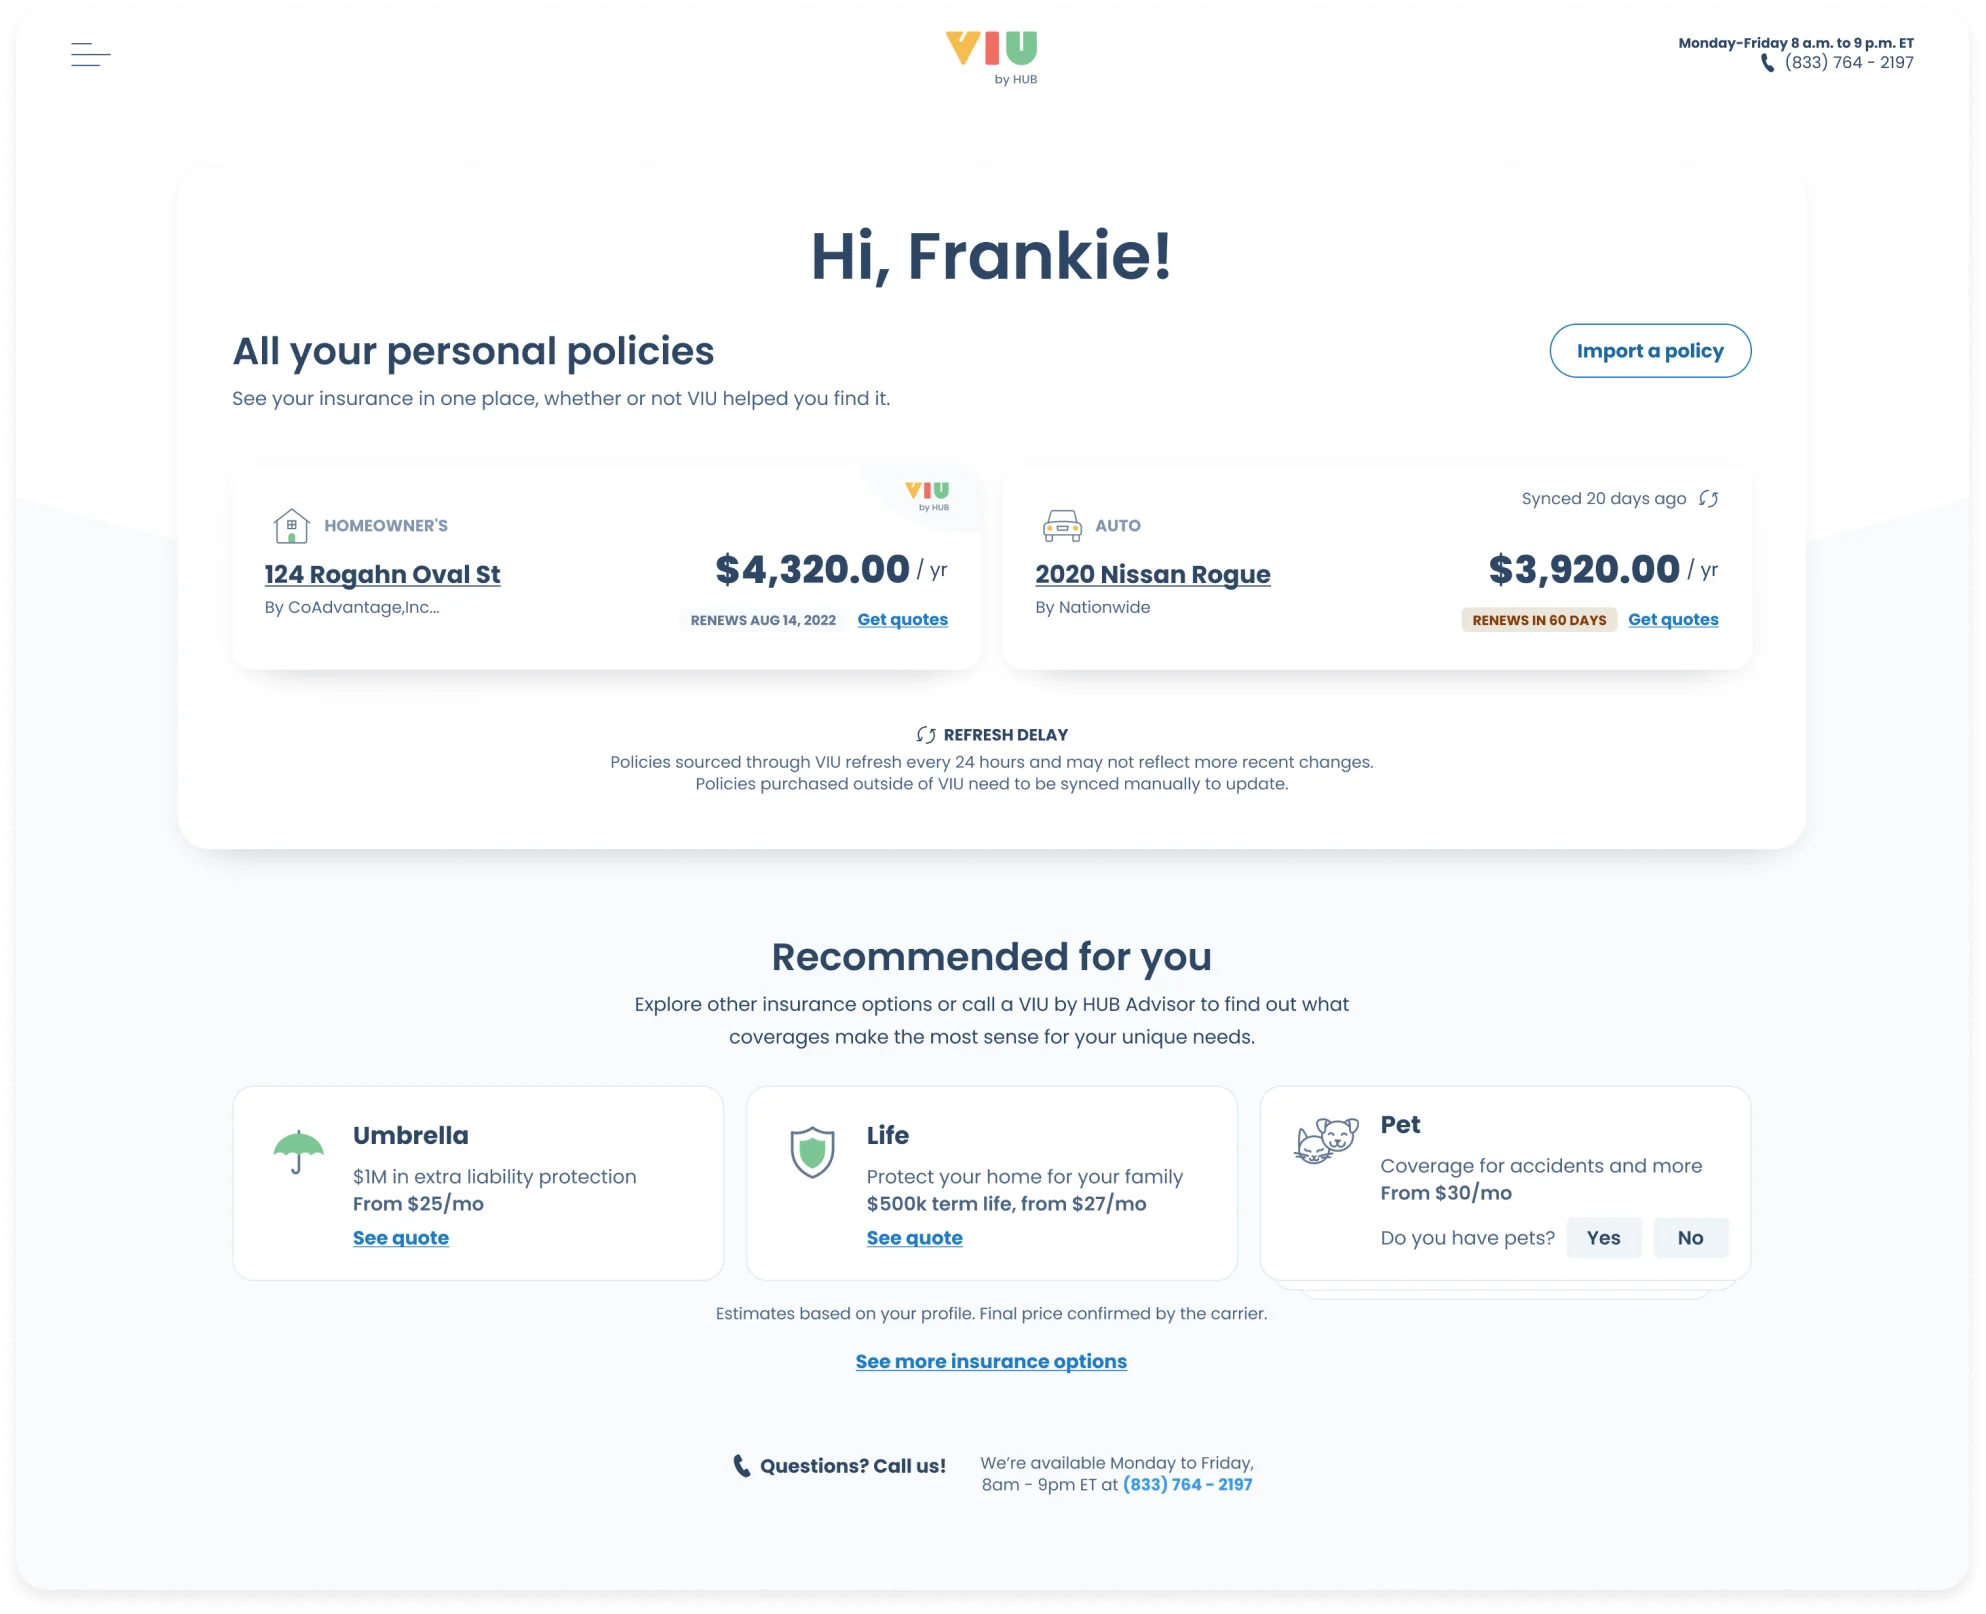 VIU
by HUB
Monday-Friday 8 a.m. to 9 p.m. ET
(833) 764 - 2197
Hi, Frankie!
All your personal policies
Import a policy
See your insurance in one place, whether or not VIU helped you find it.
VIU
by HUB
HOMEOWNER'S
124 Rogahn Oval St
$4,320.00 / yr
By CoAdvantage,Inc...
RENEWS AUG 14, 2022
Get quotes
Synced 20 days ago
AUTO
2020 Nissan Rogue
$3,920.00 / yr
By Nationwide
RENEWS IN 60 DAYS
Get quotes
REFRESH DELAY
Policies sourced through VIU refresh every 24 hours and may not reflect more recent changes.
Policies purchased outside of VIU need to be synced manually to update.
Recommended for you
Explore other insurance options or call a VIU by HUB Advisor to find out what
coverages make the most sense for your unique needs.
Umbrella
$1M in extra liability protection
From $25/mo
See quote
Life
Protect your home for your family
$500k term life, from $27/mo
See quote
Pet
Coverage for accidents and more
From $30/mo
Do you have pets?
Yes
No
Estimates based on your profile. Final price confirmed by the carrier.
See more insurance options
Questions? Call us!
We’re available Monday to Friday,
8am - 9pm ET at (833) 764 - 2197